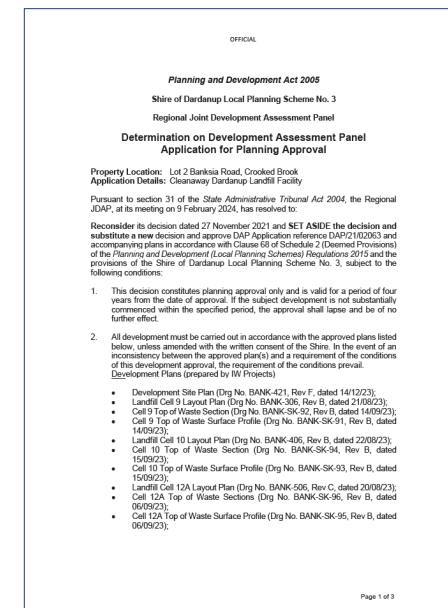 OFFICIAL
Planning and Development Act 2005
Shire of Dardanup Local Planning Scheme No. 3
Regional Joint Development Assessment Panel
Determination on Development Assessment Panel
Application for Planning Approval
Property Location: Lot 2 Banksia Road, Crooked Brook
Application Details: Cleanaway Dardanup Landfill Facility
Pursuant to section 31 of the State Administrative Tribunal Act 2004, the Regional
JDAP, at its meeting on 9 February 2024, has resolved to:
Reconsider its decision dated 27 November 2021 and SET ASIDE the decision and
substitute a new decision and approve DAP Application reference DAP/21/02063 and
accompanying plans in accordance with Clause 68 of Schedule 2 (Deemed Provisions)
of the Planning and Development (Local Planning Schemes) Regulations 2015 and the
provisions of the Shire of Dardanup Local Planning Scheme No. 3, subject to the
following conditions:
1. This decision constitutes planning approval only and is valid for a period of four
years from the date of approval. If the subject development is not substantially
commenced within the specified period, the approval shall lapse and be of no
further effect.
2. All development must be carried out in accordance with the approved plans listed
below, unless amended with the written consent of the Shire. In the event of an
inconsistency between the approved plan(s) and a requirement of the conditions
of this development approval, the requirement of the conditions prevail.
Development Plans (prepared by IW Projects)
• Development Site Plan (Drg No. BANK-421, Rev F, dated 14/12/23);
• Landfill Cell 9 Layout Plan (Drg No. BANK-306, Rev B, dated 21/08/23);
• Cell 9 Top of Waste Section (Drg No. BANK-SK-92, Rev B, dated 14/09/23);
• Cell 9 Top of Waste Surface Profile (Drg No. BANK-SK-91, Rev B, dated
14/09/23);
• Landfill Cell 10 Layout Plan (Drg No. BANK-406, Rev B, dated 22/08/23);
• Cell 10 Top of Waste Section (Drg No. BANK-SK-94, Rev B, dated
15/09/23);
• Cell 10 Top of Waste Surface Profile (Drg No. BANK-SK-93, Rev B, dated
15/09/23);
• Landfill Cell 12A Layout Plan (Drg No. BANK-506, Rev C, dated 20/08/23);
• Cell 12A Top of Waste Sections (Drg No. BANK-SK-96, Rev B, dated
06/09/23);
• Cell 12A Top of Waste Surface Profile (Drg No. BANK-SK-95, Rev B, dated
06/09/23);
Page 1 of 3